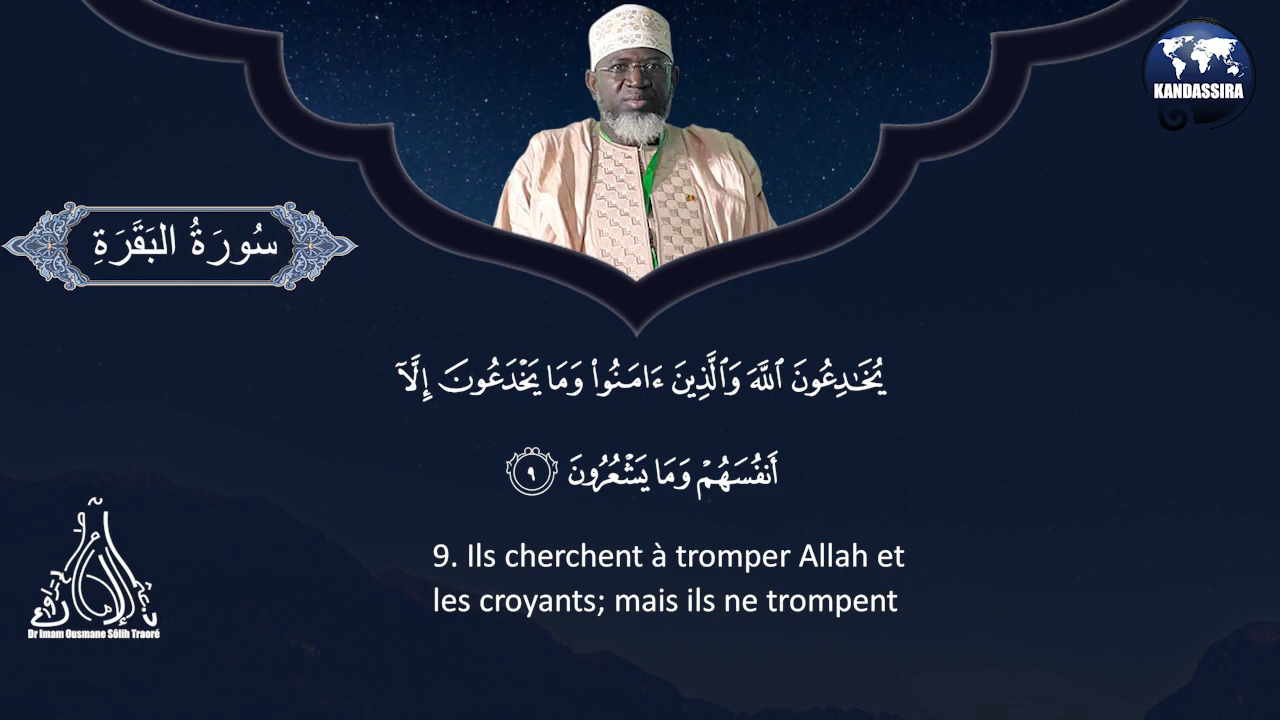 KANDASSIRA
سُورَةُ البَقَرَةِ
يُخَٰدِعُونَ ٱللَّهَ وَٱلَّذِينَ ءَامَنُوا۟ وَمَا يَخْدَعُونَ إِلَّآ
أَنفُسَهُمْ وَمَا يَشْعُرُونَ ٩
9. Ils cherchent à tromper Allah et
les croyants; mais ils ne trompent
Dr Imam Ousmane Sôlih Traoré